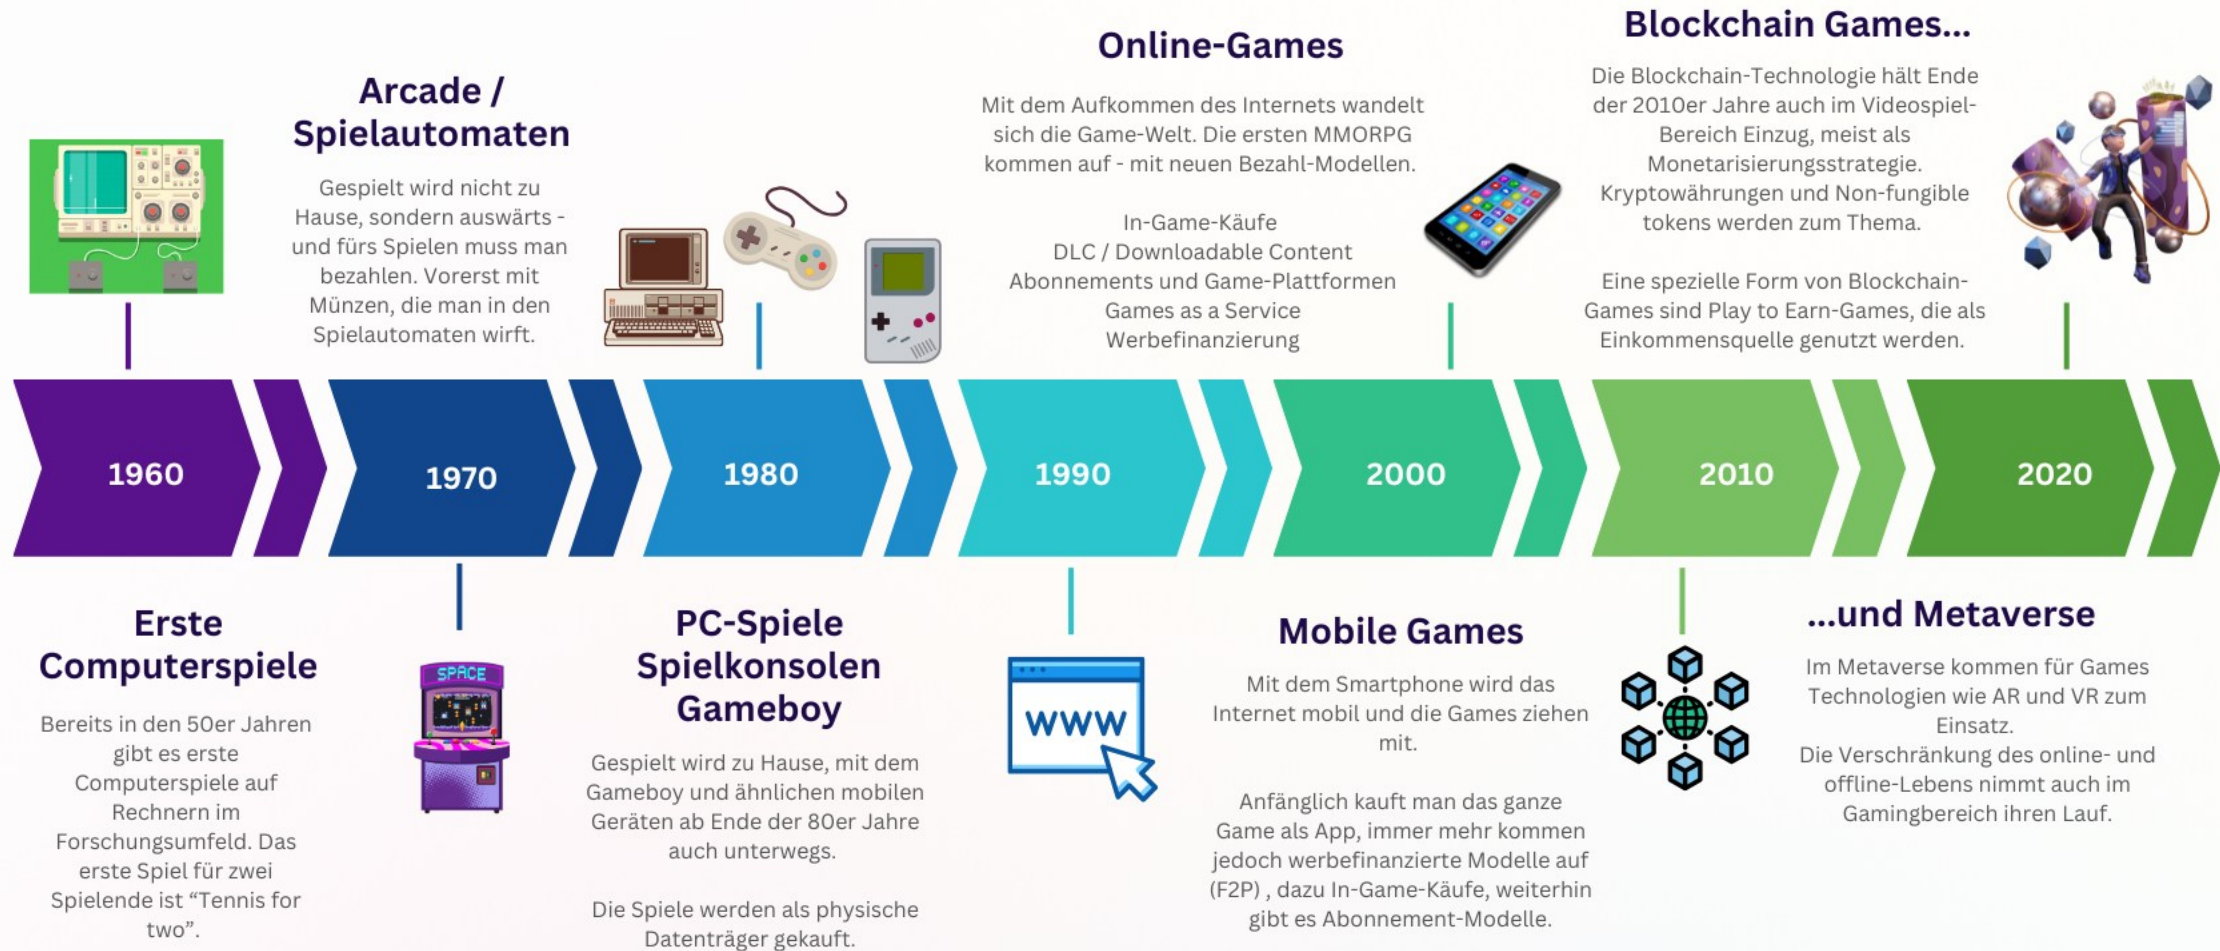 Erste
Computerspiele
Bereits in den 50er Jahren
gibt es erste
Computerspiele auf
Rechnern im
Forschungsumfeld. Das
erste Spiel für zwei
Spielende ist “Tennis for
two”.
1960
Arcade /
Spielautomaten
Gespielt wird nicht zu
Hause, sondern auswärts -
und fürs Spielen muss man
bezahlen. Vorerst mit
Münzen, die man in den
Spielautomaten wirft.
1970
SPACE
PC-Spiele
Spielkonsolen
Gameboy
Gespielt wird zu Hause, mit dem
Gameboy und ähnlichen mobilen
Geräten ab Ende der 80er Jahre
auch unterwegs.
Die Spiele werden als physische
Datenträger gekauft.
1980
Online-Games
Mit dem Aufkommen des Internets wandelt
sich die Game-Welt. Die ersten MMORPG
kommen auf - mit neuen Bezahl-Modellen.
In-Game-Käufe
DLC / Downloadable Content
Abonnements und Game-Plattformen
Games as a Service
Werbefinanzierung
1990
WWW
Mobile Games
Mit dem Smartphone wird das
Internet mobil und die Games ziehen
mit.
Anfänglich kauft man das ganze
Game als App, immer mehr kommen
jedoch werbefinanzierte Modelle auf
(F2P) , dazu In-Game-Käufe, weiterhin
gibt es Abonnement-Modelle.
2000
Blockchain Games...
Die Blockchain-Technologie hält Ende
der 2010er Jahre auch im Videospiel-
Bereich Einzug, meist als
Monetarisierungsstrategie.
Kryptowährungen und Non-fungible
tokens werden zum Thema.
Eine spezielle Form von Blockchain-
Games sind Play to Earn-Games, die als
Einkommensquelle genutzt werden.
2010
...und Metaverse
Im Metaverse kommen für Games
Technologien wie AR und VR zum
Einsatz.
Die Verschränkung des online- und
offline-Lebens nimmt auch im
Gamingbereich ihren Lauf.
2020